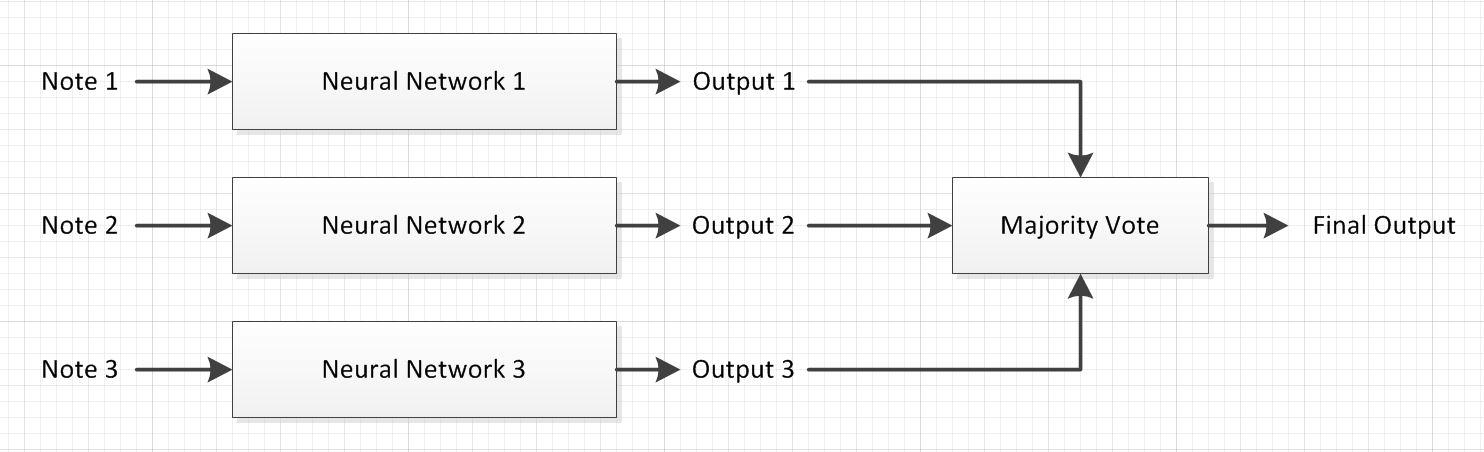 Note 1
Neural Network 1
Output 1
Note 2
Neural Network 2
Output 2
Majority Vote
Final Output
Note 3
Neural Network 3
Output 3